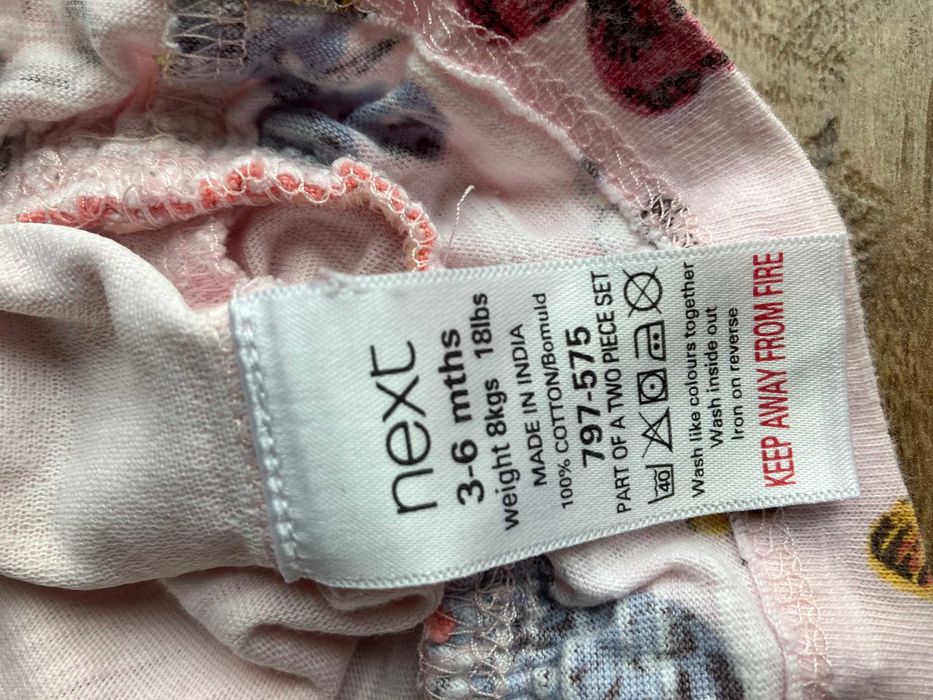 next
3-6 mths
weight 8kgs 18lbs
MADE IN INDIA
100% COTTON/Bomuld
797-575
PART OF A TWO PIECE SET
40
Wash like colours together
Wash inside out
Iron on reverse
KEEP AWAY FROM FIRE